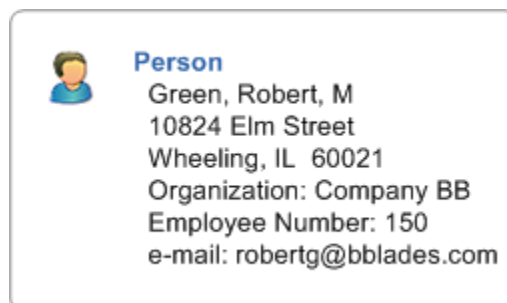 Person
Green, Robert, M
10824 Elm Street
Wheeling, IL  60021
Organization: Company BB
Employee Number: 150
e-mail: robertg@bblades.com